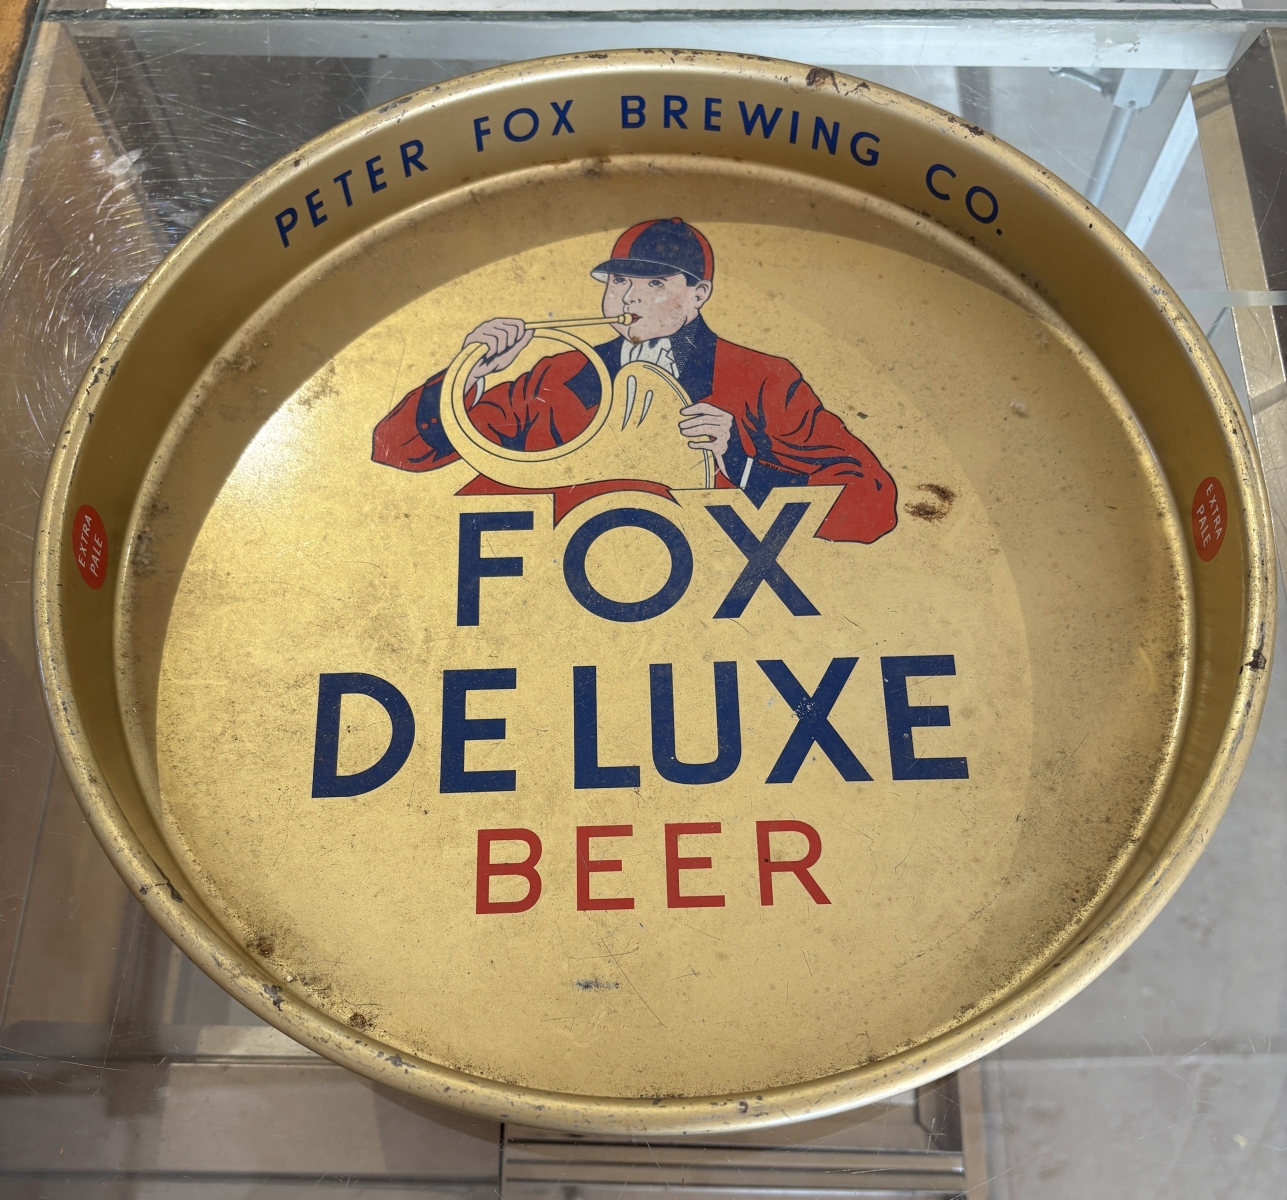 PETER FOX BREWING CO.
FOX
DE LUXE
BEER
EXTRA
PALE
EXTRA
PALE